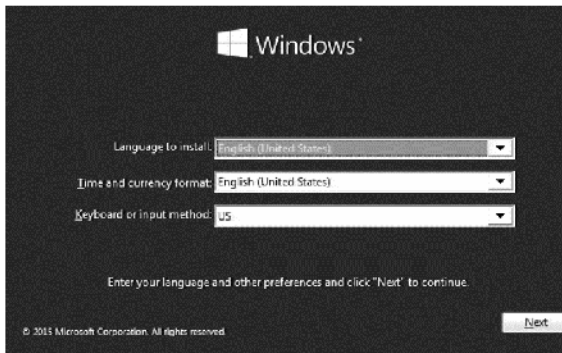 Windows
Language to install: English (United States)
Time and currency format: English (United States)
Keyboard or input method: US
Enter your language and other preferences and click "Next" to continue.
Next
© 2015 Microsoft Corporation. All rights reserved.